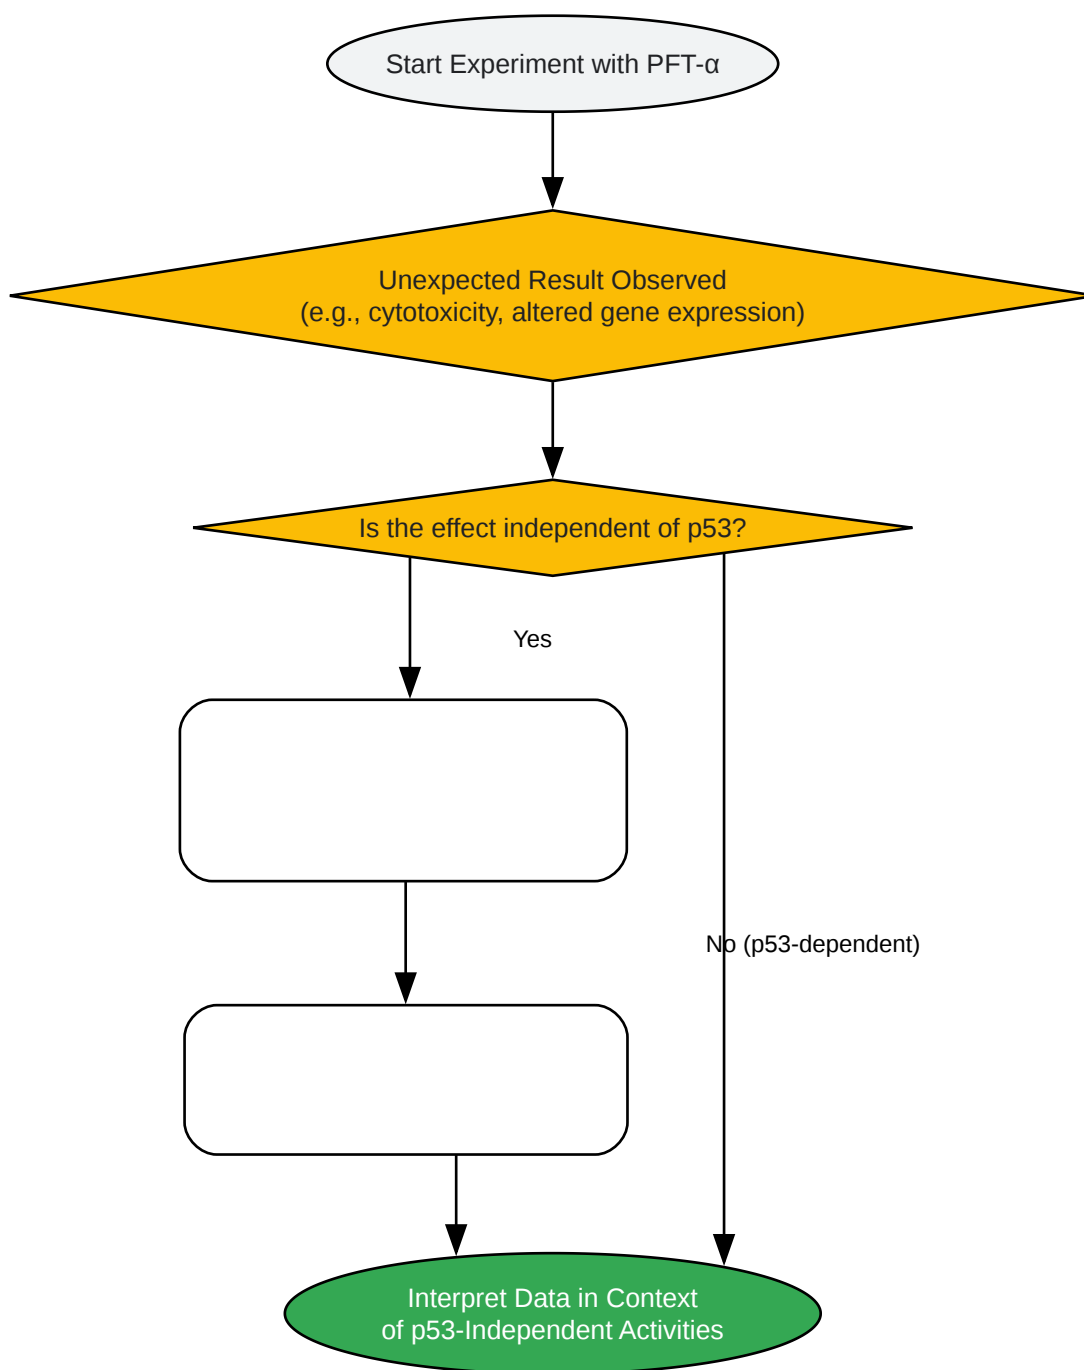 Start Experiment with PFT-α
Unexpected Result Observed
(e.g., cytotoxicity, altered gene expression)
Is the effect independent of p53?
Yes
No (p53-dependent)
Interpret Data in Context
of p53-Independent Activities